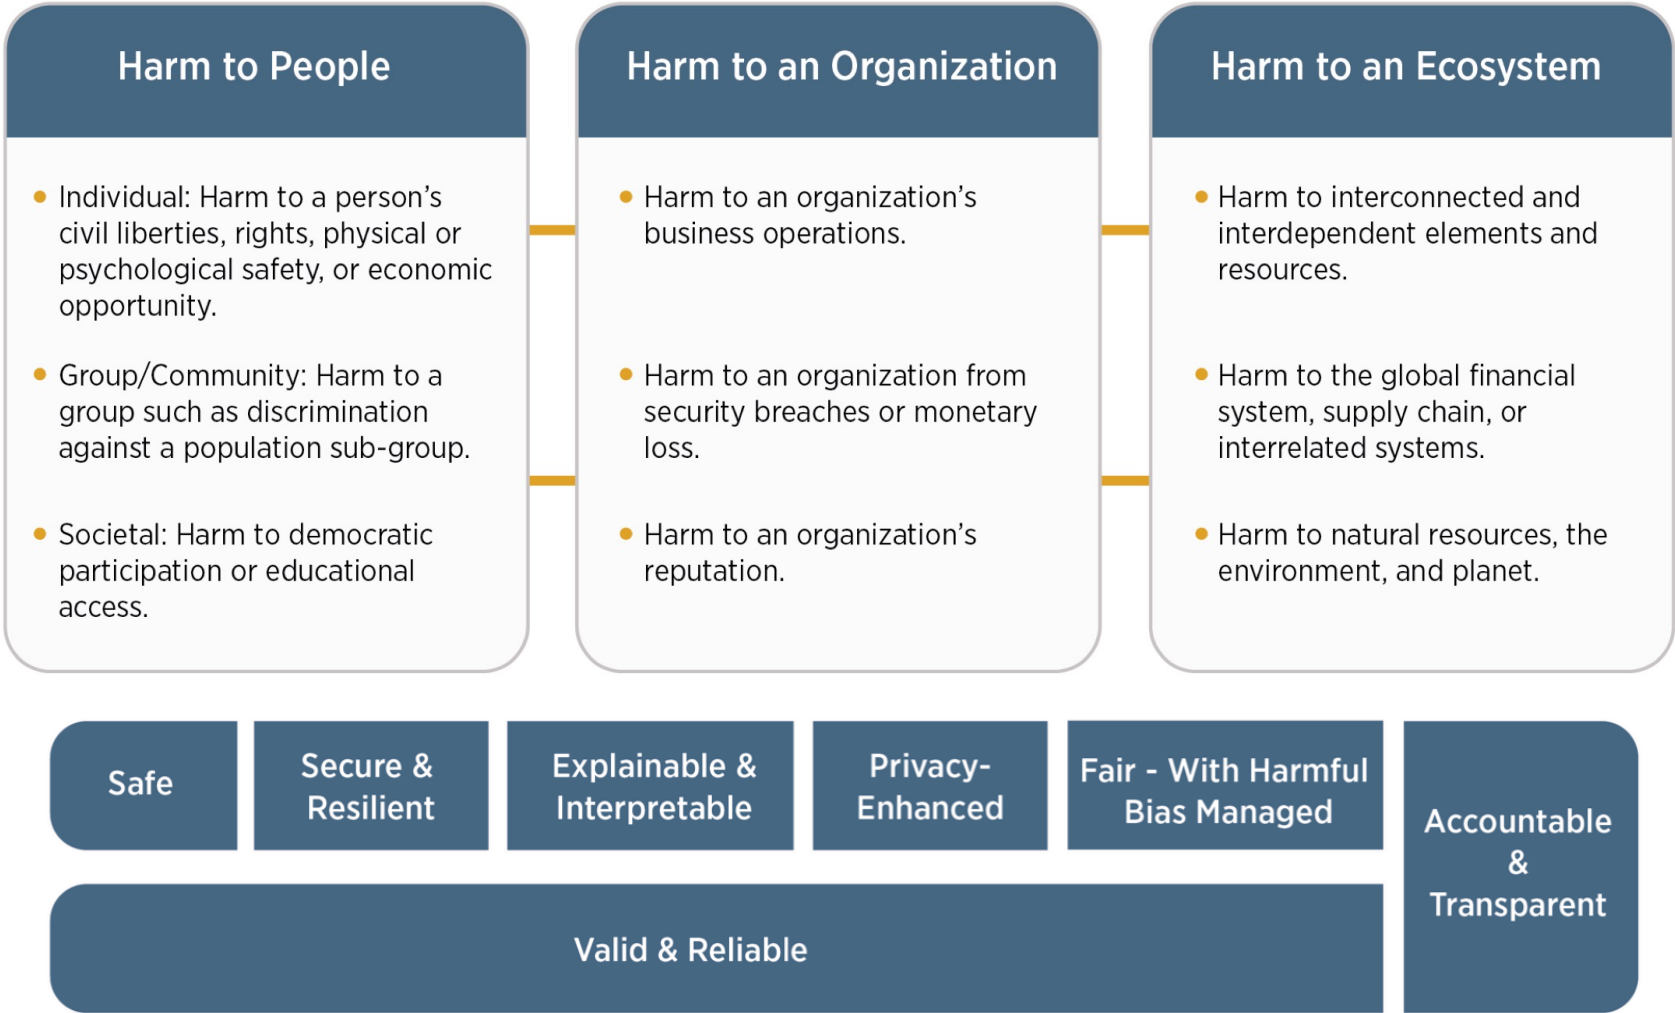 Harm to People
Individual: Harm to a person’s
civil liberties, rights, physical or
psychological safety, or economic
opportunity.
Group/Community: Harm to a
group such as discrimination
against a population sub-group.
Societal: Harm to democratic
participation or educational
access.
Harm to an Organization
Harm to an organization’s
business operations.
Harm to an organization from
security breaches or monetary
loss.
Harm to an organization’s
reputation.
Harm to an Ecosystem
Harm to interconnected and
interdependent elements and
resources.
Harm to the global financial
system, supply chain, or
interrelated systems.
Harm to natural resources, the
environment, and planet.
Safe
Secure &
Resilient
Explainable &
Interpretable
Privacy-
Enhanced
Fair - With Harmful
Bias Managed
Accountable
&
Transparent
Valid & Reliable